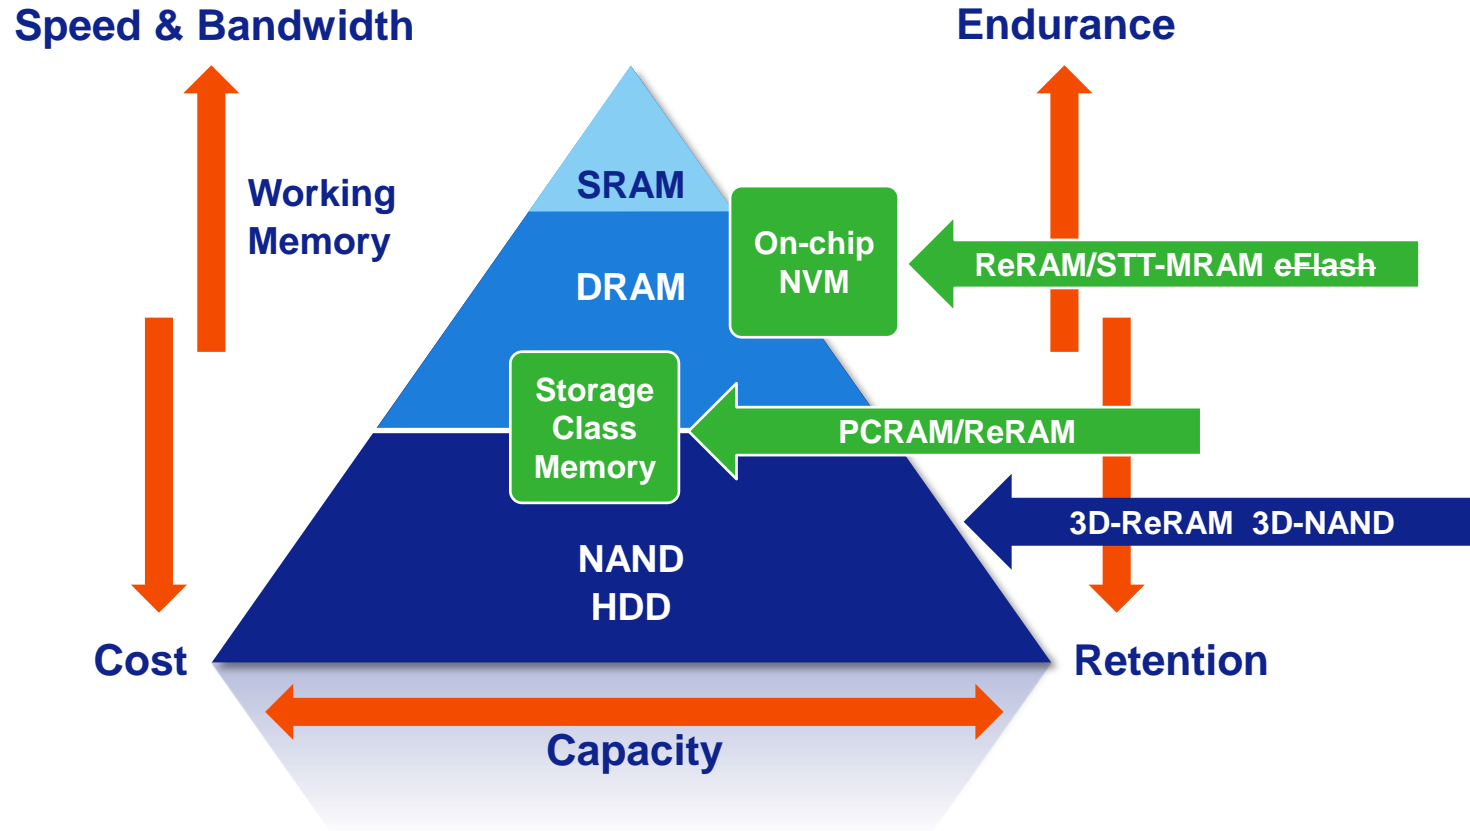 Speed & Bandwidth
Endurance
Working
Memory
SRAM
DRAM
On-chip
NVM
ReRAM/STT-MRAM eFlash
Storage
Class
Memory
PCRAM/ReRAM
3D-ReRAM 3D-NAND
NAND
HDD
Cost
Retention
Capacity